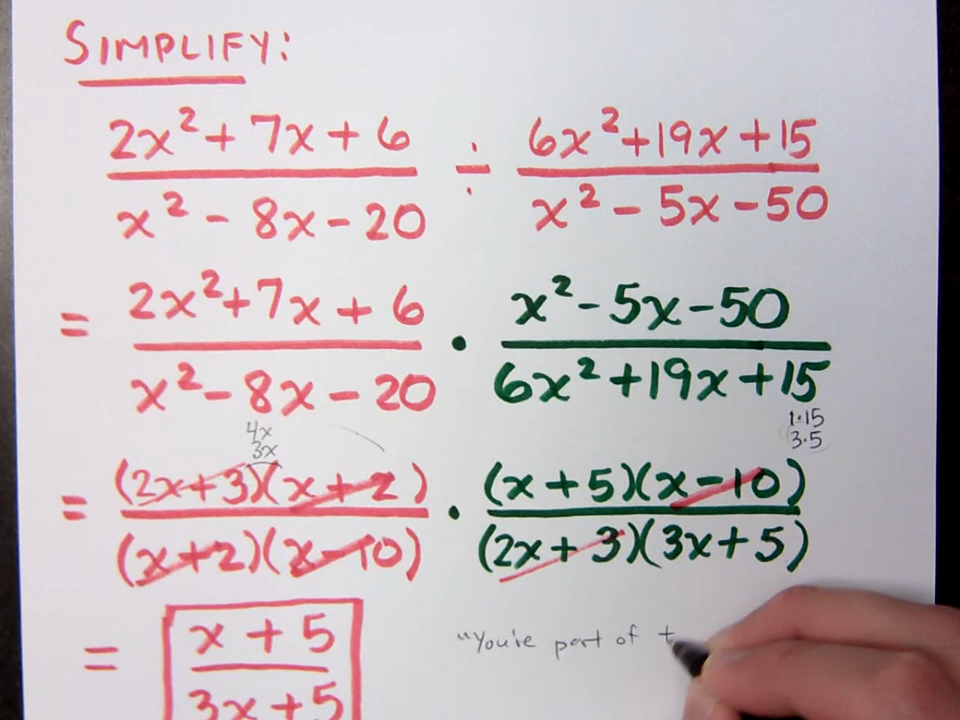 SIMPLIFY:
2x² + 7x + 6 ÷ 6x² + 19x + 15
x² - 8x - 20   x² - 5x - 50
= 2x² + 7x + 6 • x² - 5x - 50
x² - 8x - 20   6x² + 19x + 15
4x   1•15
3x   3•5
= (2x + 3)(x + 2) • (x + 5)(x - 10)
(x + 2)(x - 10)   (2x + 3)(3x + 5)
= x + 5   "You're part of t
3x + 5